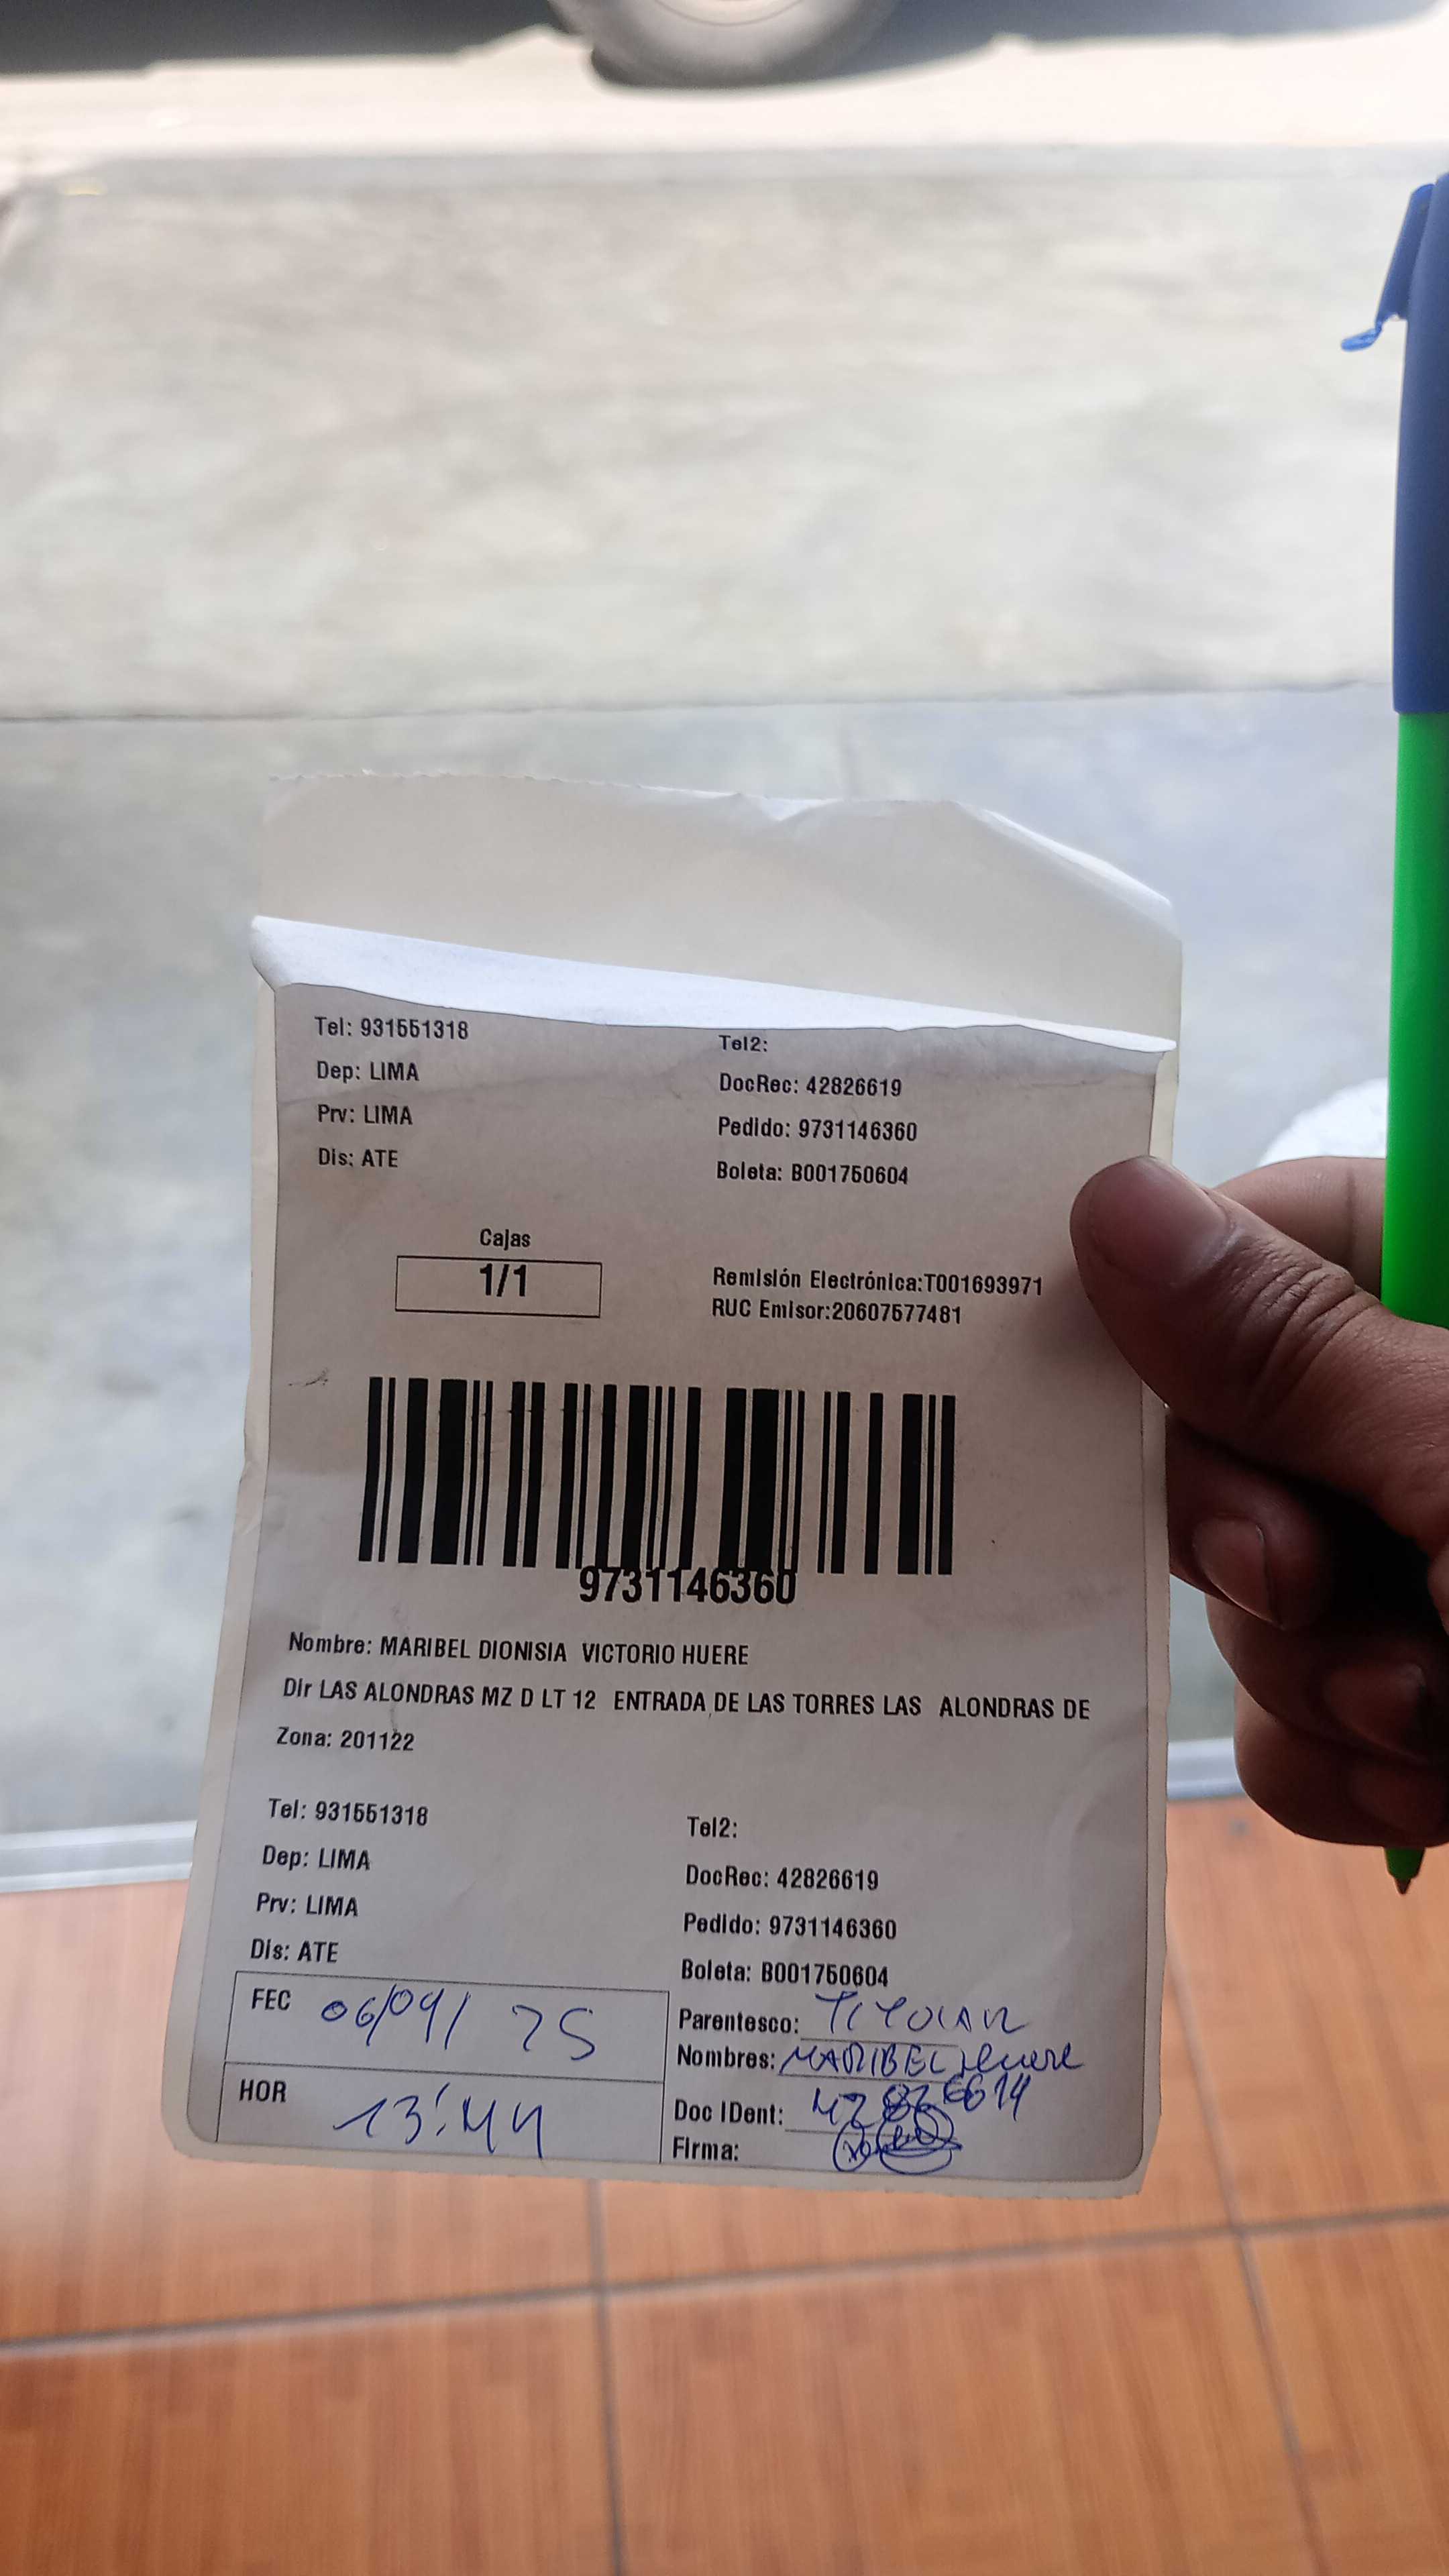 Tel: 931551318
Tel2:
Dep: LIMA
DocRec: 42826619
Prv: LIMA
Pedido: 9731146360
Dis: ATE
Boleta: B001750604
Cajas
1/1
Remisión Electrónica:T001693971
RUC Emisor:20607577481
9731146360
Nombre: MARIBEL DIONISIA VICTORIO HUERE
Dir LAS ALONDRAS MZ D LT 12 ENTRADA DE LAS TORRES LAS ALONDRAS DE
Zona: 201122
Tel: 931551318
Tel2:
Dep: LIMA
DocRec: 42826619
Prv: LIMA
Pedido: 9731146360
Dis: ATE
Boleta: B001750604
FEC 06/09/25
Parentesco: TITULAR
Nombres: MARIBEL Huere
HOR 13:44
Doc IDent:
Firma: